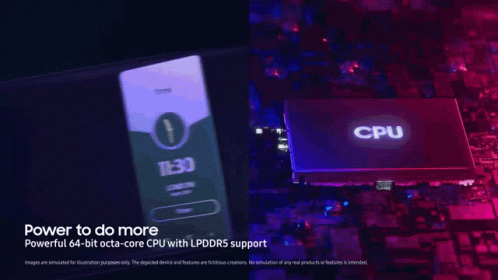 11:30
CPU
Power to do more
Powerful 64-bit octa-core CPU with LPDDR5 support
Images are simulated for illustration purposes only. The depicted device and features are fictitious creations. No simulation of any real products or features is intended.